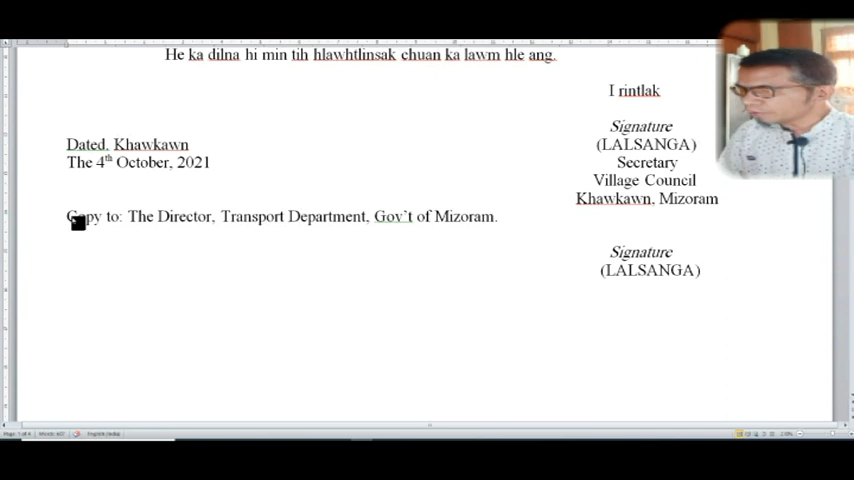 He ka dilna hi min tih hlawhtlinsak chuan ka lawm hle ang.
I rintlak
Signature
Dated, Khawkawn
(LALSANGA)
The 4th October, 2021
Secretary
Village Council
Khawkawn, Mizoram
Copy to: The Director, Transport Department, Gov't of Mizoram.
Signature
(LALSANGA)